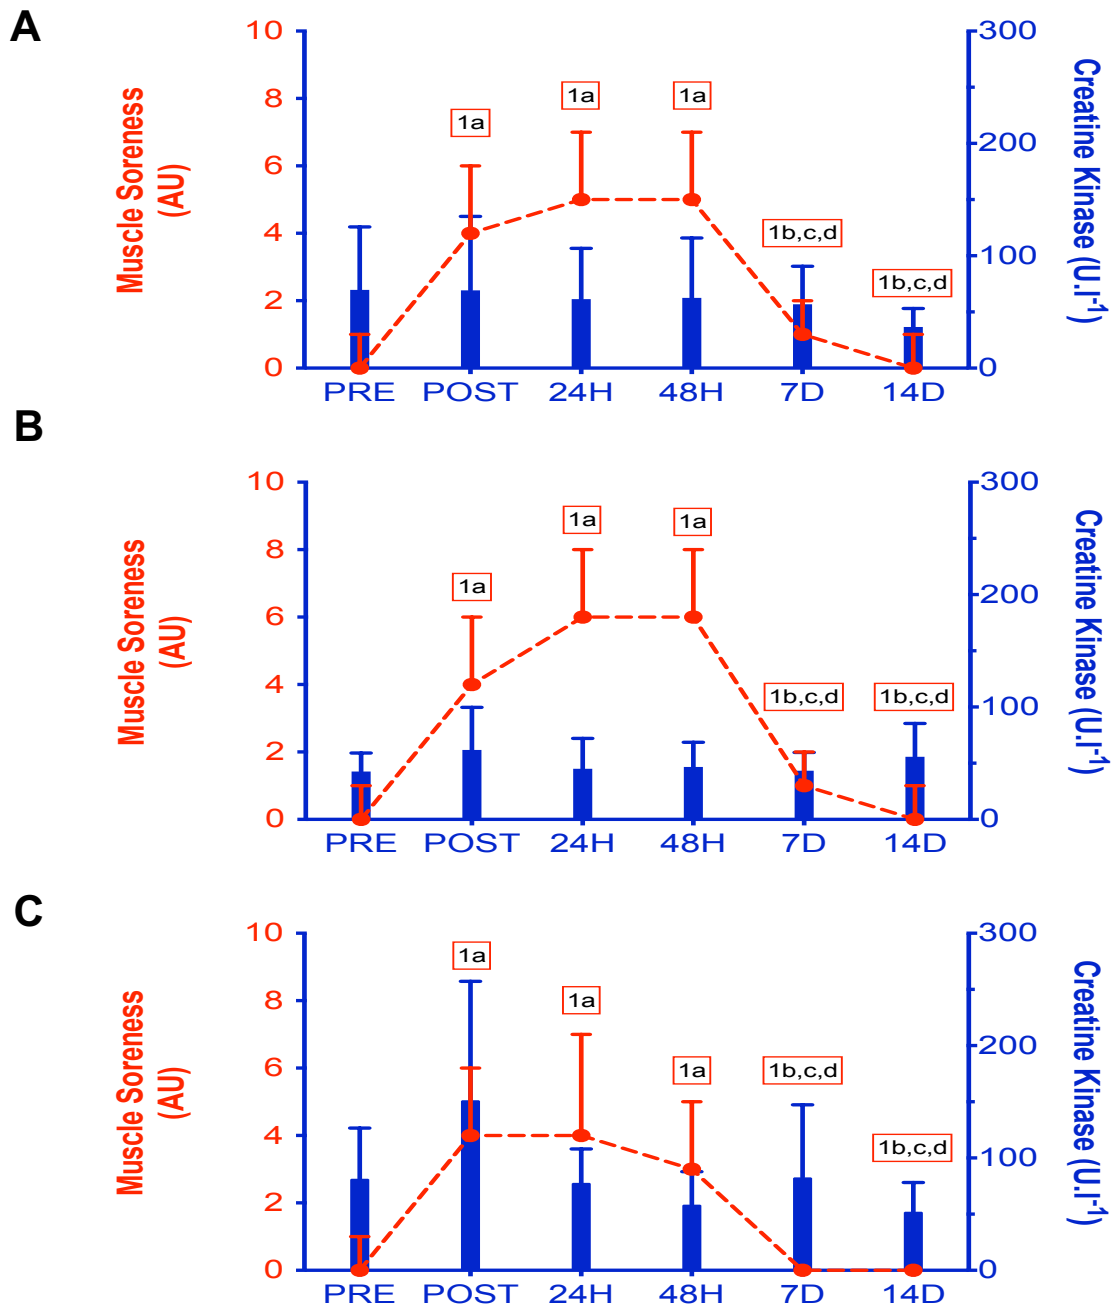 A
10
8
6
4
2
0
Muscle Soreness
(AU)
300
200
100
0
Creatine Kinase (U.l-1)
1a
1a
1a
1b,c,d
1b,c,d
PRE POST 24H 48H 7D 14D
B
10
8
6
4
2
0
Muscle Soreness
(AU)
300
200
100
0
Creatine Kinase (U.l-1)
1a
1a
1a
1b,c,d
1b,c,d
PRE POST 24H 48H 7D 14D
C
10
8
6
4
2
0
Muscle Soreness
(AU)
300
200
100
0
Creatine Kinase (U.l-1)
1a
1a
1a
1b,c,d
1b,c,d
PRE POST 24H 48H 7D 14D